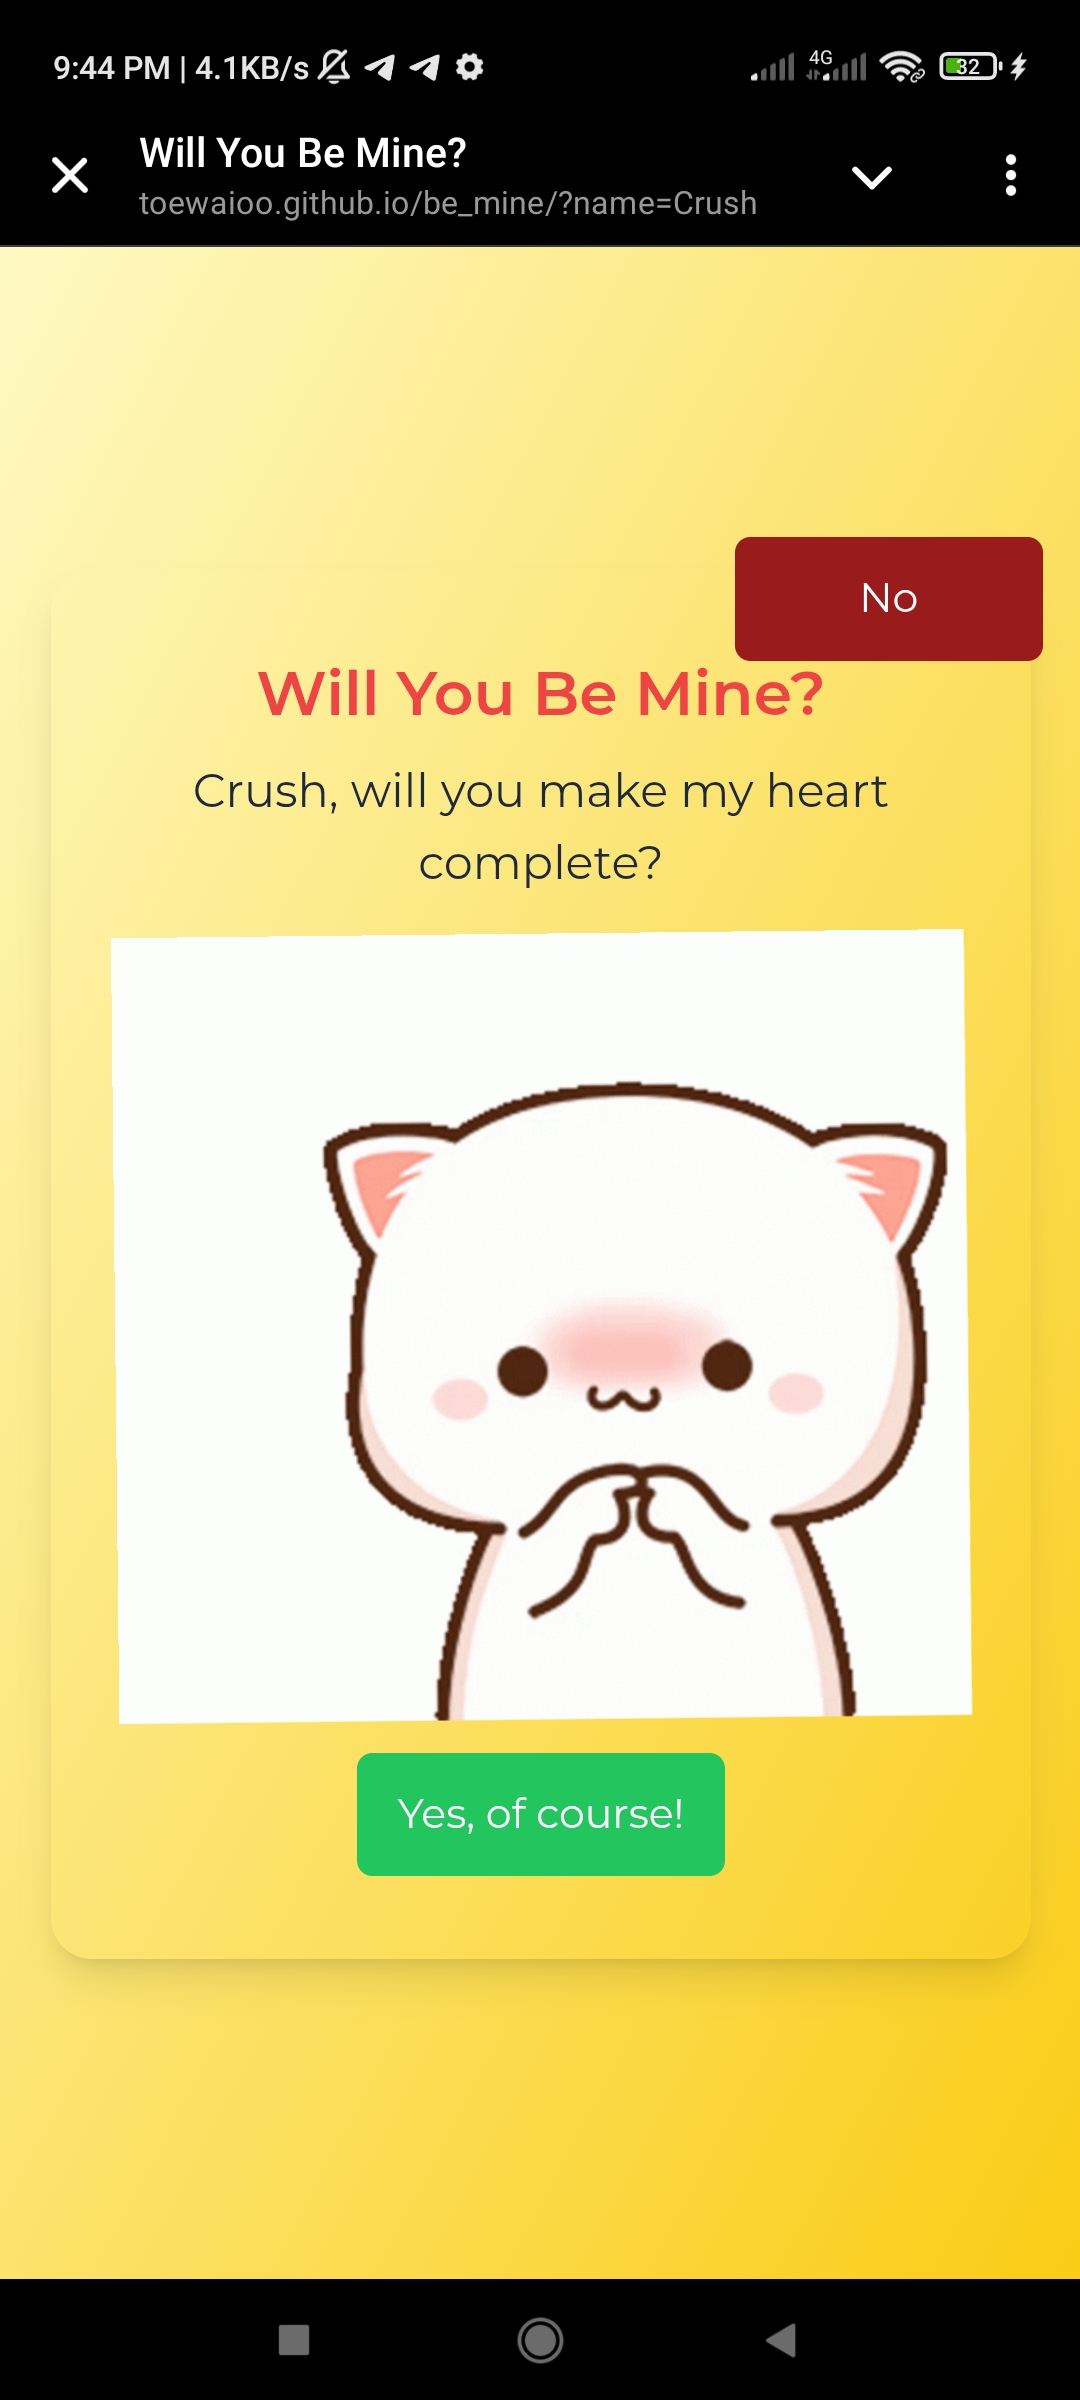 9:44 PM | 4.1KB/s
4G
32
Will You Be Mine?
toewaioo.github.io/be_mine/?name=Crush
No
Will You Be Mine?
Crush, will you make my heart
complete?
Yes, of course!